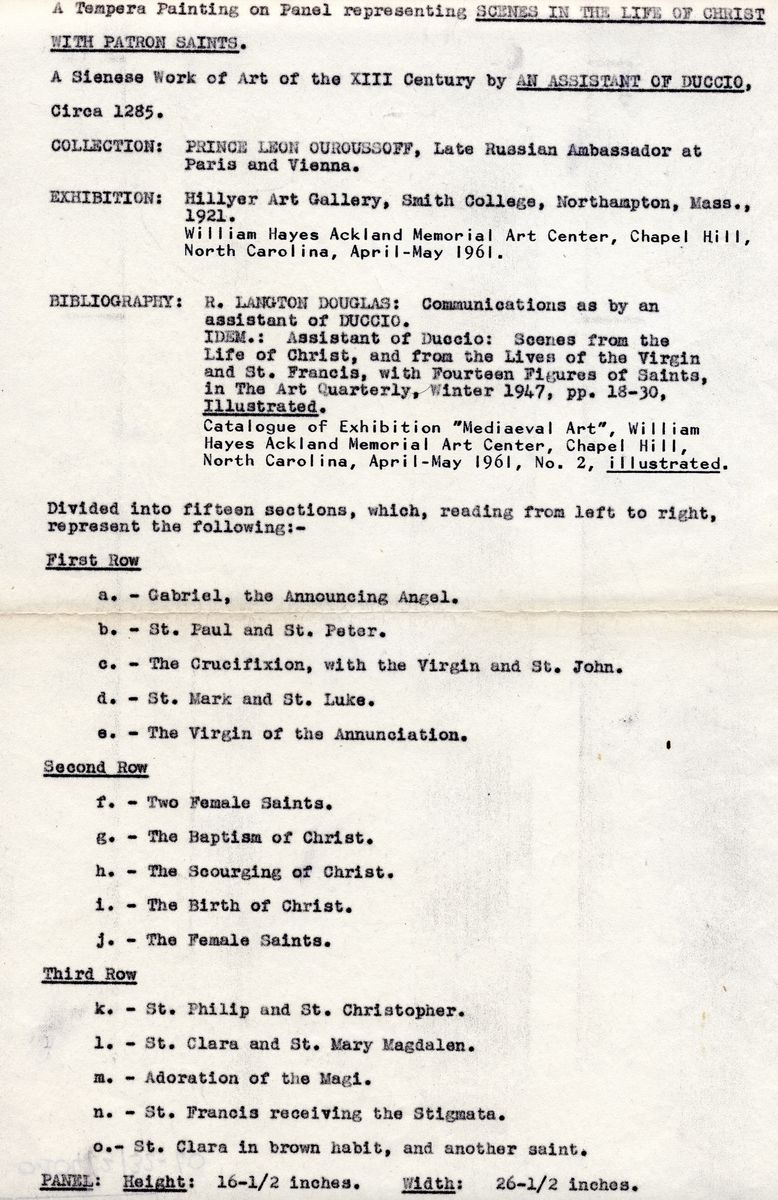 A Tempera Painting on Panel representing SCENES IN THE LIFE OF CHRIST
WITH PATRON SAINTS.
A Sienese Work of Art of the XIII Century by AN ASSISTANT OF DUCCIO,
Circa 1285.
COLLECTION: PRINCE LEON OUROUSSOFF, Late Russian Ambassador at
Paris and Vienna.
EXHIBITION: Hillyer Art Gallery, Smith College, Northampton, Mass.,
1921.
William Hayes Ackland Memorial Art Center, Chapel Hill,
North Carolina, April-May 1961.
BIBLIOGRAPHY: R. LANGTON DOUGLAS: Communications as by an
assistant of DUCCIO.
IDEM.: Assistant of Duccio: Scenes from the
Life of Christ, and from the Lives of the Virgin
and St. Francis, with Fourteen Figures of Saints,
in The Art Quarterly, Winter 1947, pp. 18-30,
Illustrated.
Catalogue of Exhibition "Mediaeval Art", William
Hayes Ackland Memorial Art Center, Chapel Hill,
North Carolina, April-May 1961, No. 2, illustrated.
Divided into fifteen sections, which, reading from left to right,
represent the following:-
First Row
a. - Gabriel, the Announcing Angel.
b. - St. Paul and St. Peter.
c. - The Crucifixion, with the Virgin and St. John.
d. - St. Mark and St. Luke.
e. - The Virgin of the Annunciation.
Second Row
f. - Two Female Saints.
g. - The Baptism of Christ.
h. - The Scourging of Christ.
i. - The Birth of Christ.
j. - The Female Saints.
Third Row
k. - St. Philip and St. Christopher.
l. - St. Clara and St. Mary Magdalen.
m. - Adoration of the Magi.
n. - St. Francis receiving the Stigmata.
o.- St. Clara in brown habit, and another saint.
PANEL: Height: 16-1/2 inches. Width: 26-1/2 inches.